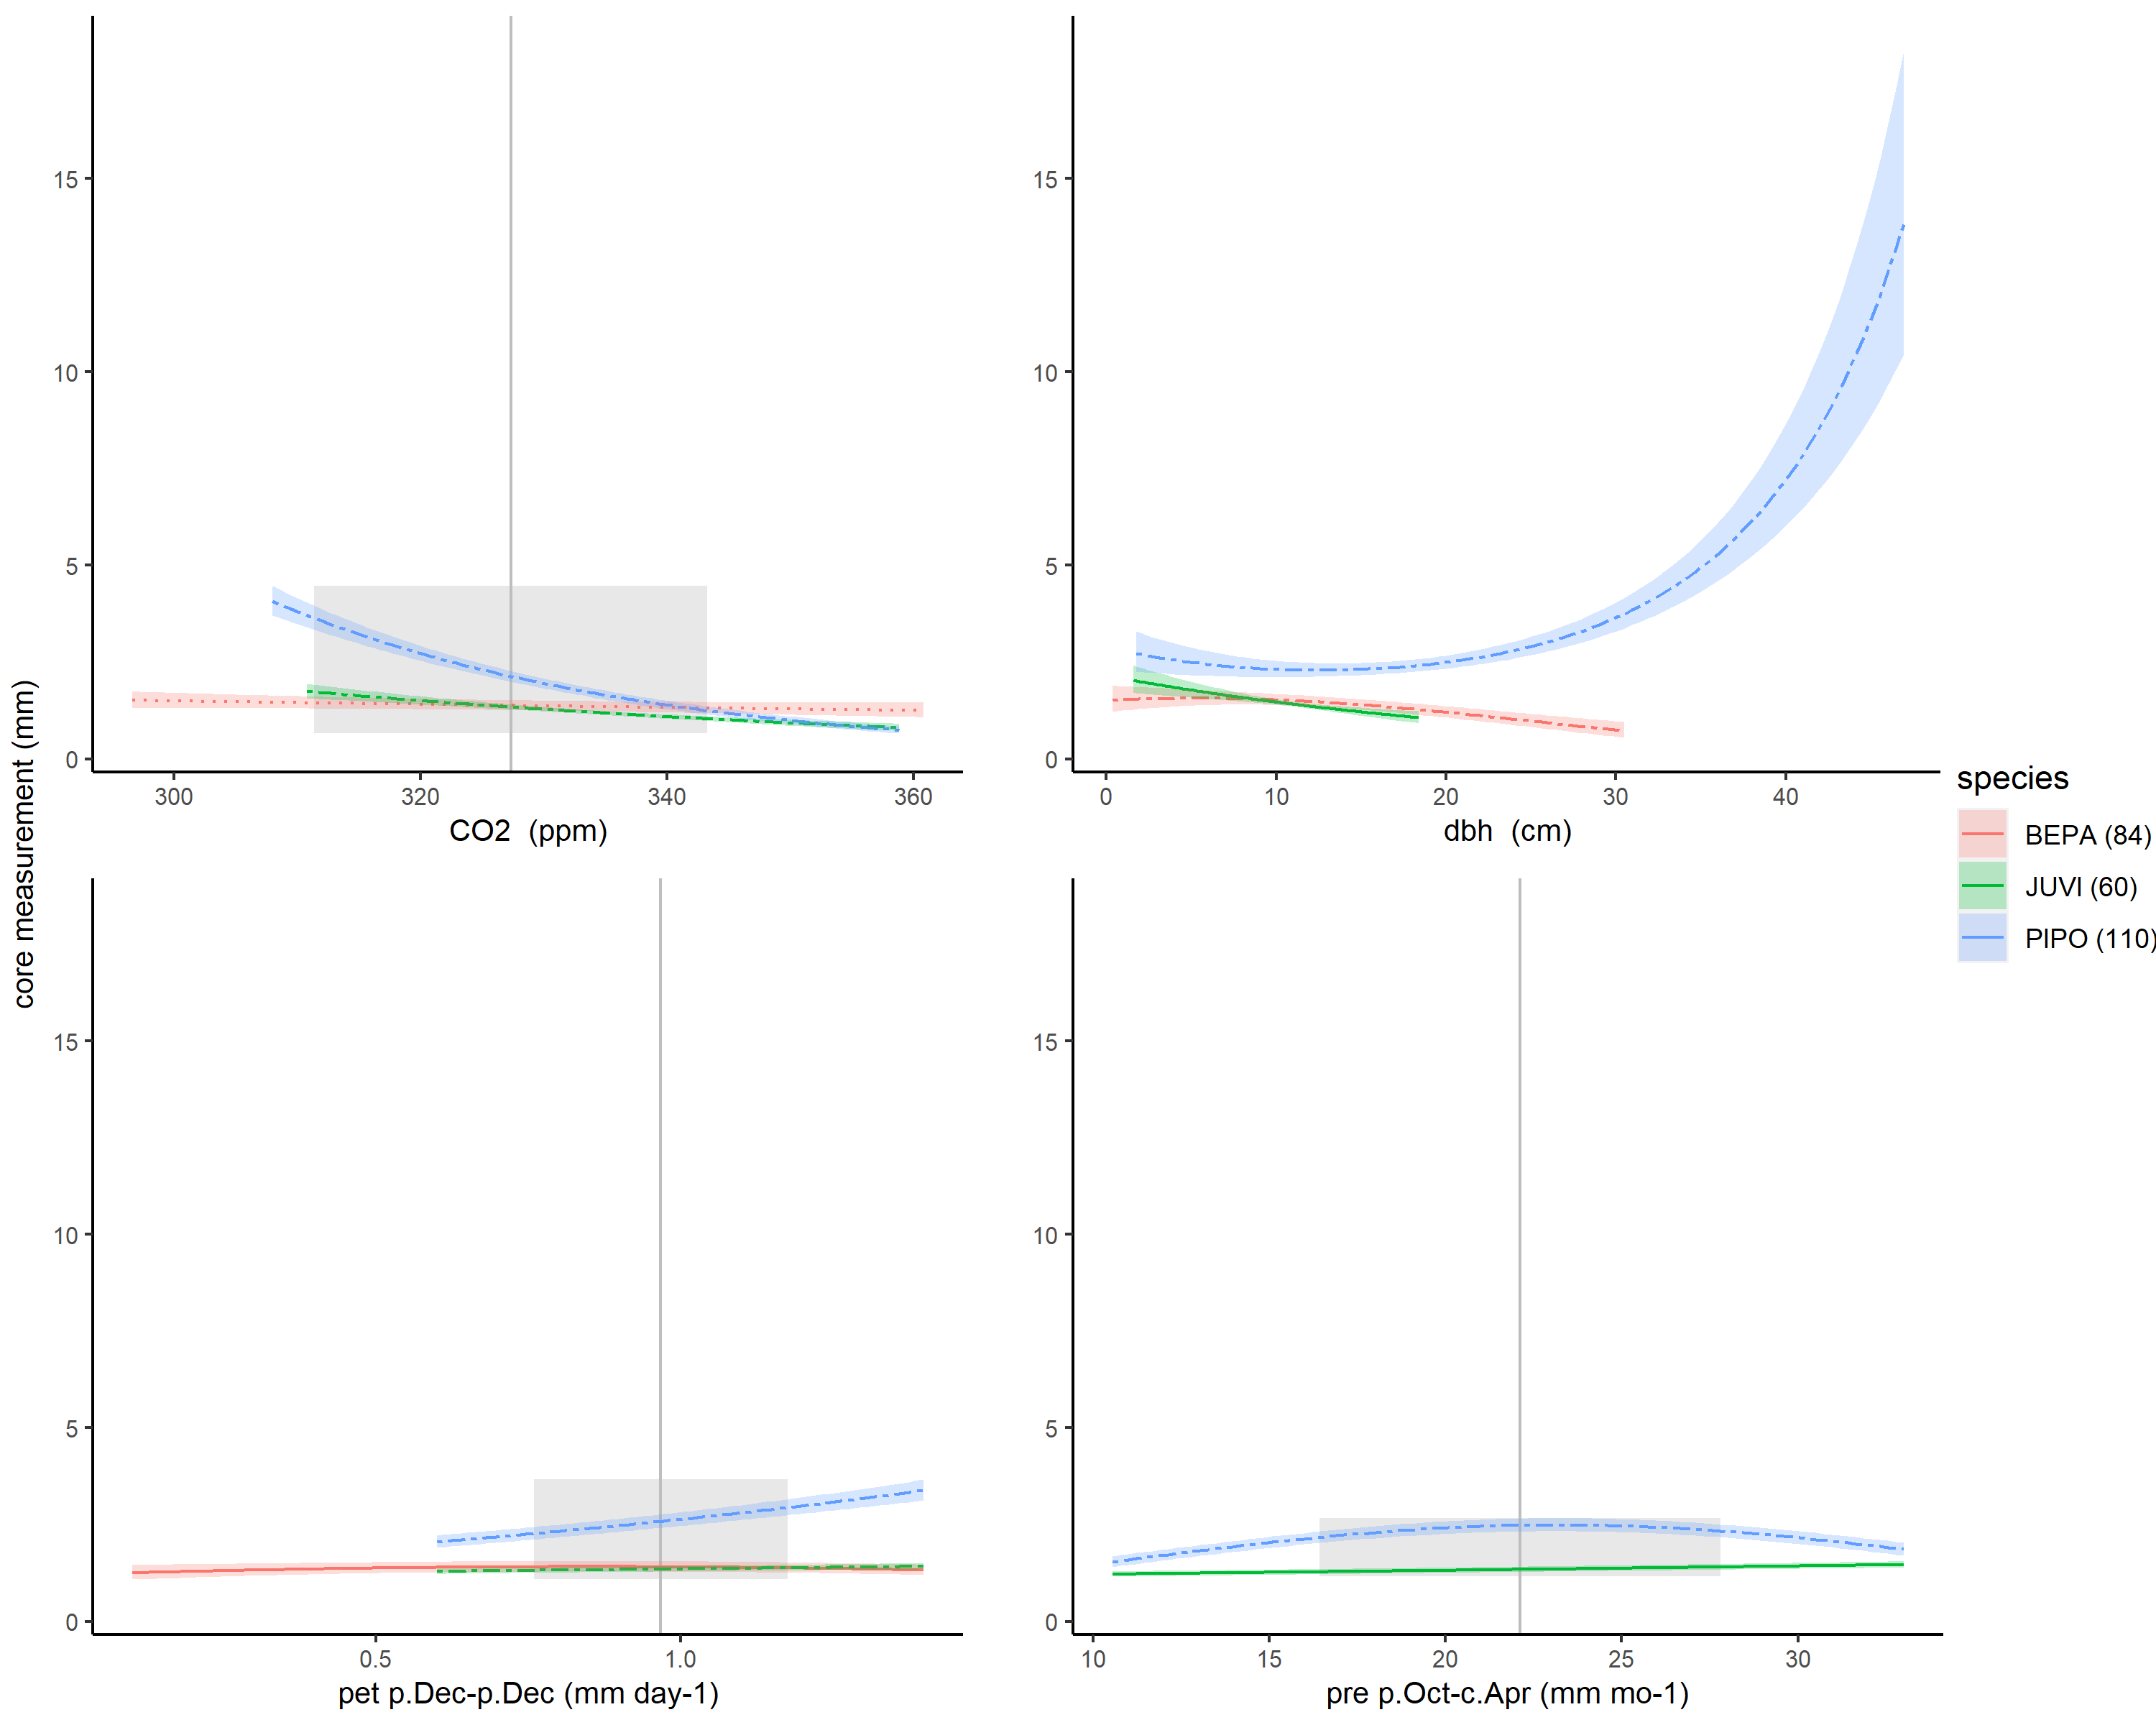 core measurement (mm)
15
10
5
0
300 320 340 360
CO2 (ppm)
15
10
5
0
0 10 20 30 40
dbh (cm)
15
10
5
0
0.5 1.0
pet p.Dec-p.Dec (mm day-1)
15
10
5
0
10 15 20 25 30
pre p.Oct-c.Apr (mm mo-1)
species
BEPA (84)
JUVI (60)
PIPO (110)